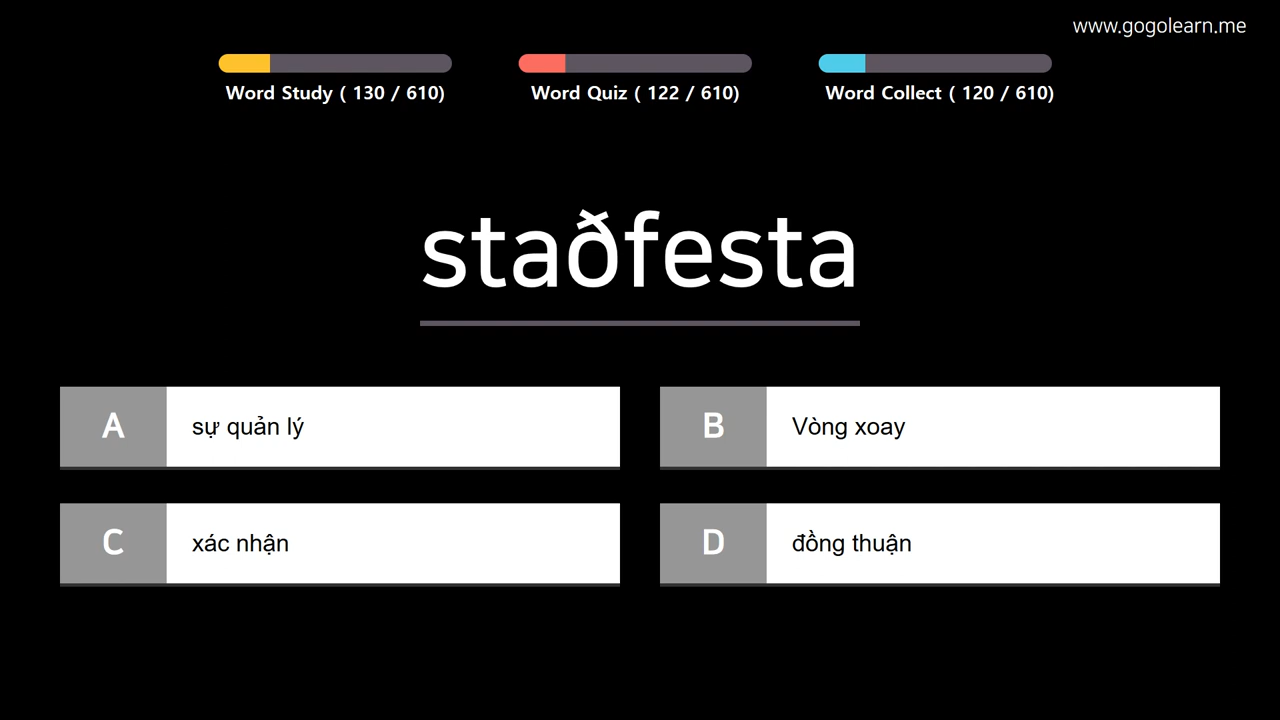 www.gogolearn.me
Word Study ( 130 / 610)
Word Quiz ( 122 / 610)
Word Collect ( 120 / 610)
staðfesta
A sự quản lý
B Vòng xoay
C xác nhận
D đồng thuận